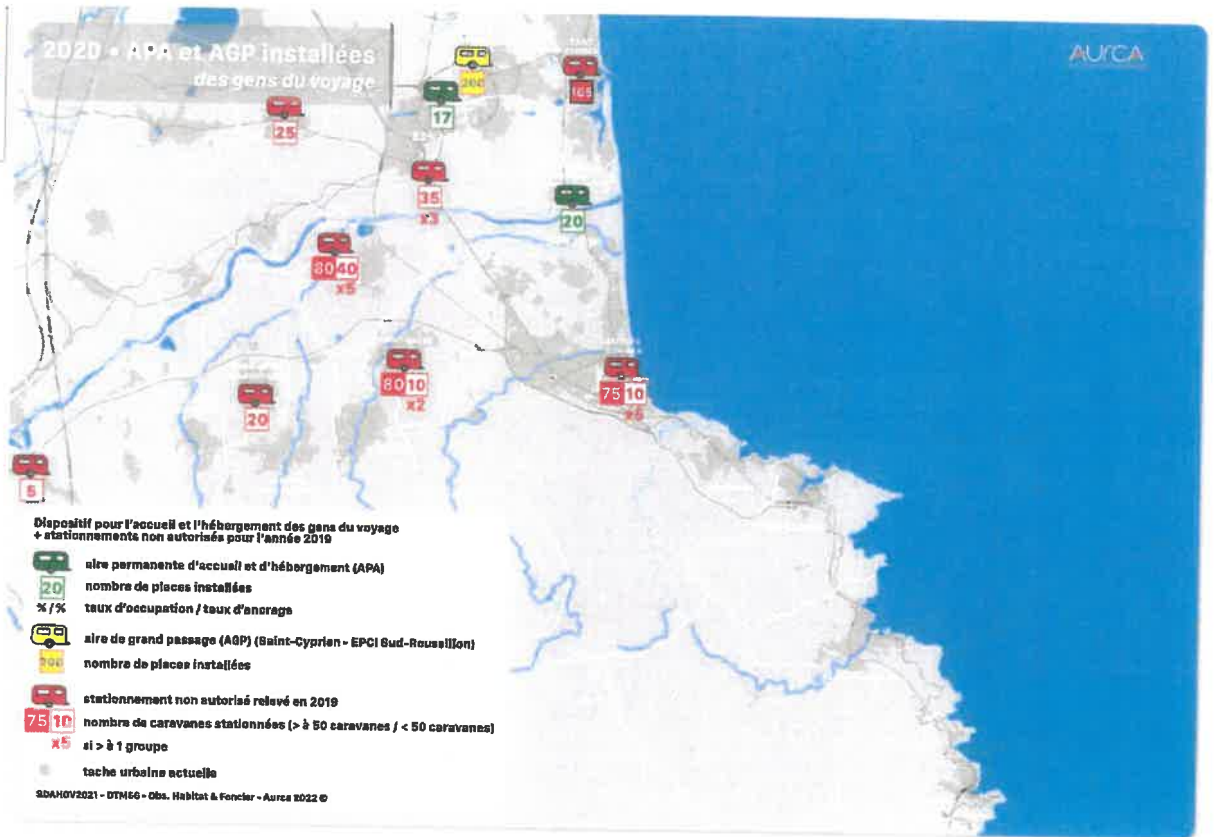 2020 • APA et AGP installées
des gens du voyage
AURCA
200
105
17
25
35
x3
20
80 40
x5
80 10
x2
75 10
x5
20
5
Dispositif pour l'accueil et l'hébergement des gens du voyage
+ stationnements non autorisés pour l'année 2019
aire permanente d'accueil et d'hébergement (APA)
20 nombre de places installées
% / % taux d'occupation / taux d'ancrage
aire de grand passage (AGP) (Saint-Cyprien - EPCI Sud-Roussillon)
200 nombre de places installées
stationnement non autorisé relevé en 2019
75 10 nombre de caravanes stationnées (> à 50 caravanes / < 50 caravanes)
x5 si > à 1 groupe
tache urbaine actuelle
SDAHGV2021 - DTM66 - Obs. Habitat & Foncier - Aurca 2022 ©